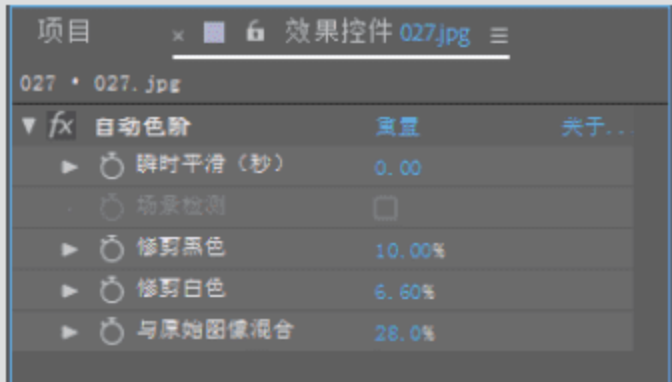 项目 × 效果控件 027.jpg ≡
027 • 027.jpg
fx 自动色阶 重置 关于...
瞬时平滑（秒） 0.00
场景检测
修剪黑色 10.00%
修剪白色 6.60%
与原始图像混合 28.0%